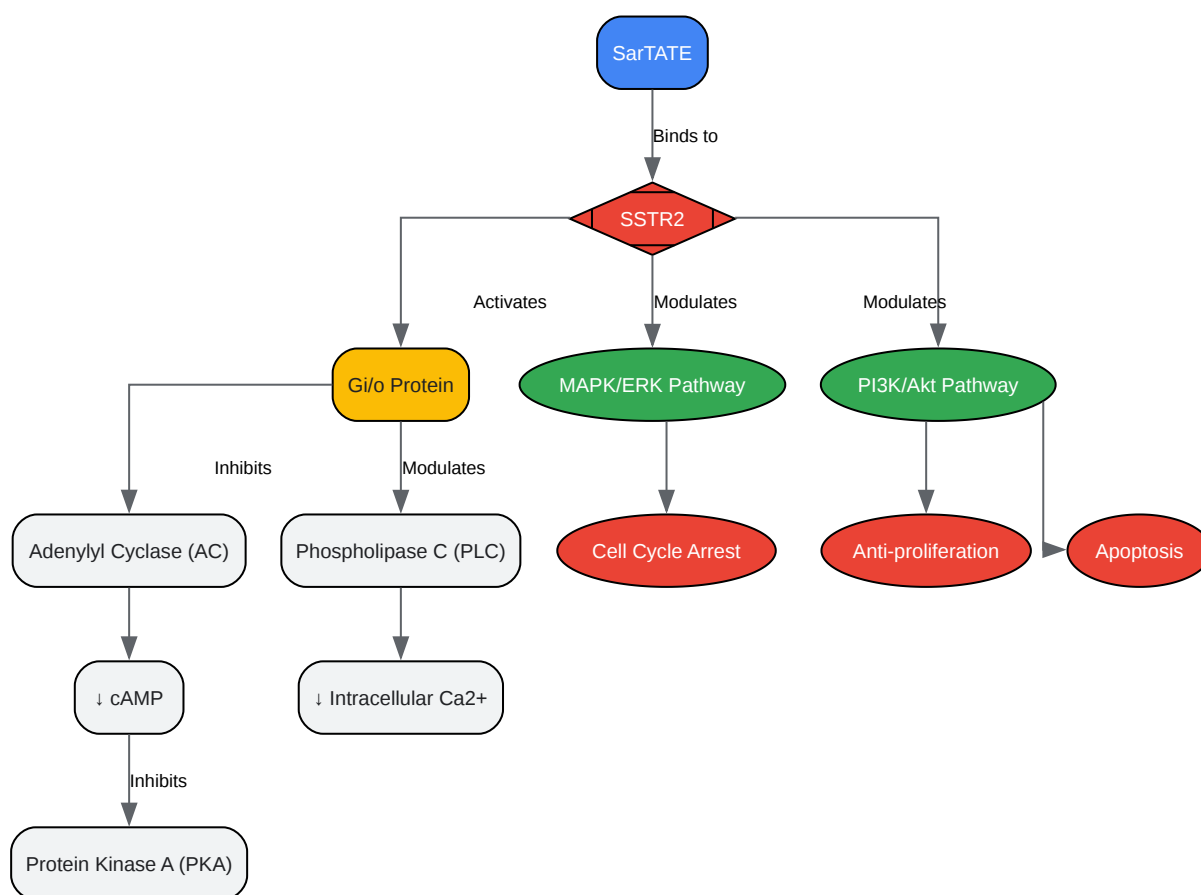 SarTATE
Binds to
SSTR2
Activates
Modulates
Modulates
Gi/o Protein
MAPK/ERK Pathway
PI3K/Akt Pathway
Inhibits
Modulates
Adenylyl Cyclase (AC)
Phospholipase C (PLC)
Cell Cycle Arrest
Anti-proliferation
Apoptosis
↓ cAMP
↓ Intracellular Ca2+
Inhibits
Protein Kinase A (PKA)